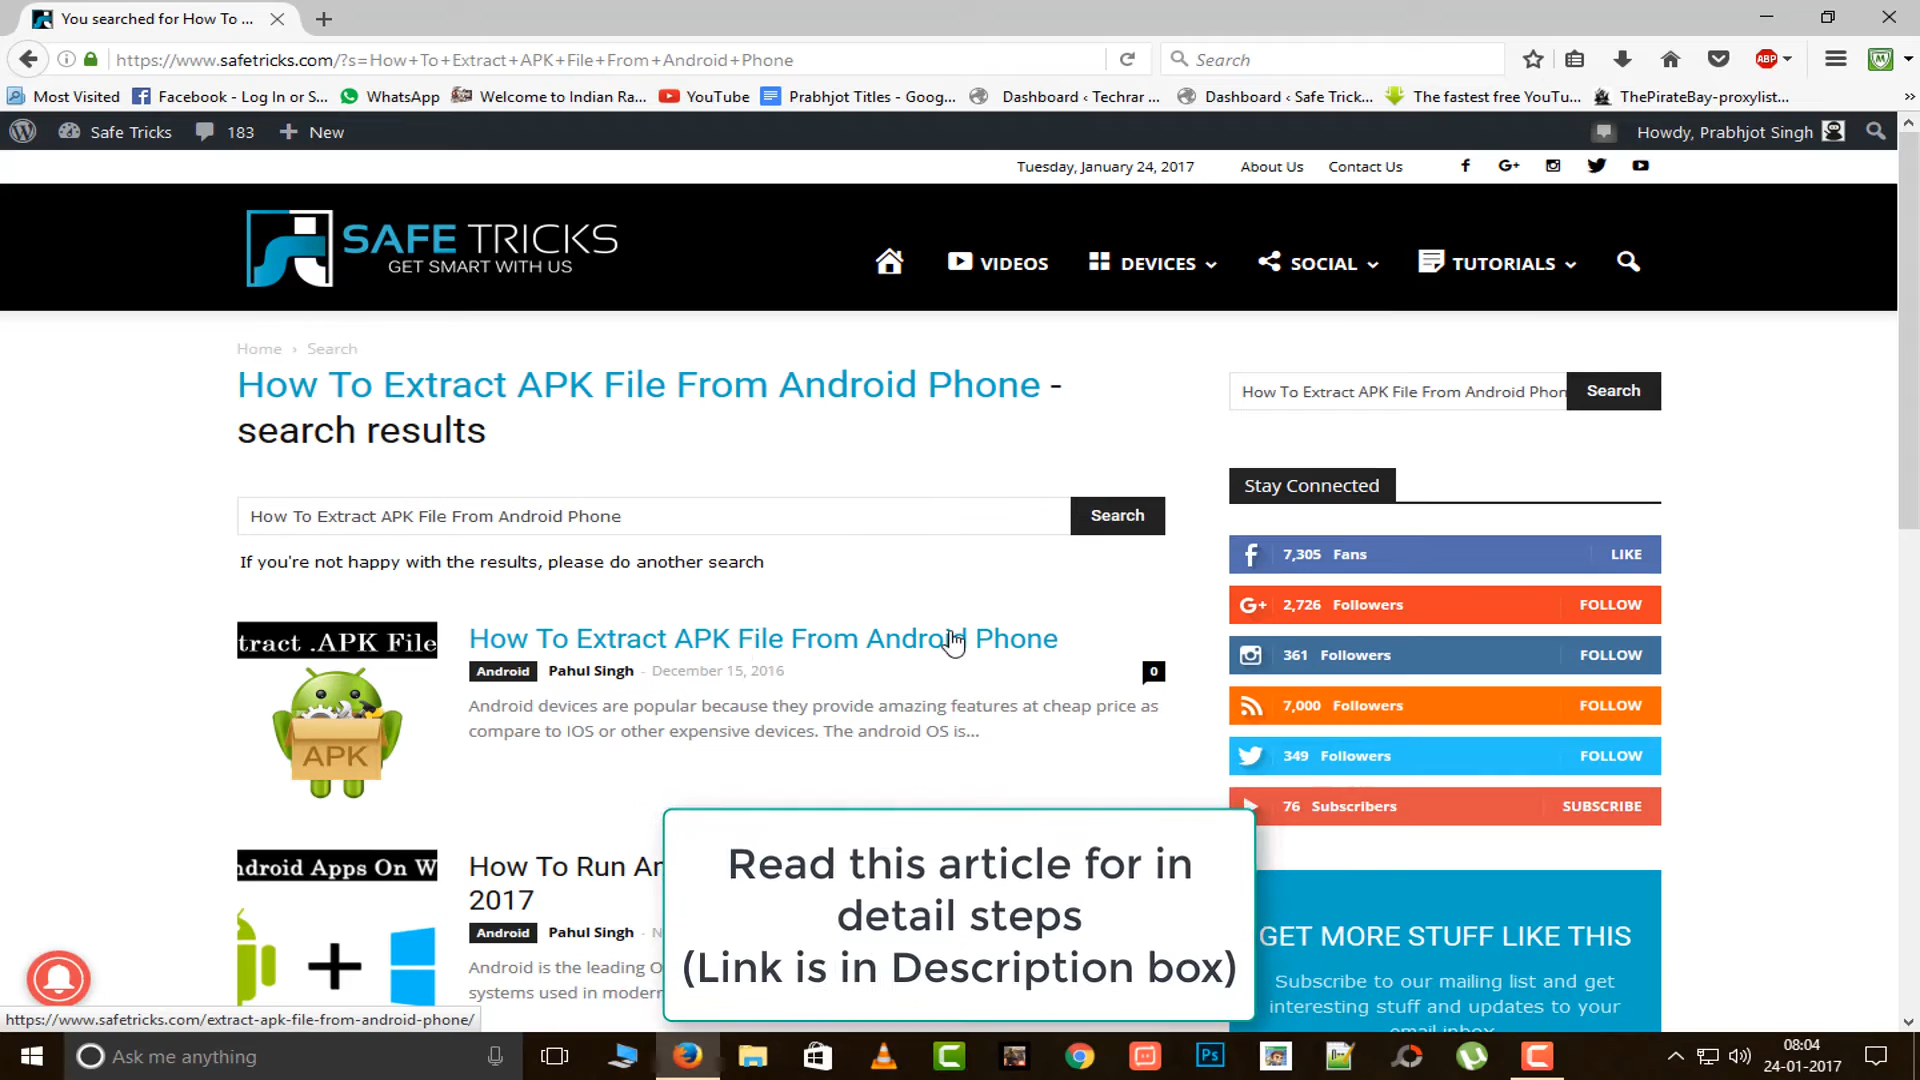 You searched for How To ...
https://www.safetricks.com/?s=How+To+Extract+APK+File+From+Android+Phone
Search
ABP
Most Visited
Facebook - Log In or S...
WhatsApp
Welcome to Indian Ra...
YouTube
Prabhjot Titles - Goog...
Dashboard ‹ Techrar ...
Dashboard ‹ Safe Trick...
The fastest free YouTu...
ThePirateBay-proxylist...
Safe Tricks
183
New
Howdy, Prabhjot Singh
Tuesday, January 24, 2017
About Us
Contact Us
SAFE TRICKS
GET SMART WITH US
VIDEOS
DEVICES
SOCIAL
TUTORIALS
Home › Search
How To Extract APK File From Android Phone -
search results
How To Extract APK File From Android Phone
Search
If you're not happy with the results, please do another search
tract .APK File
APK
How To Extract APK File From Android Phone
Android Pahul Singh - December 15, 2016
0
Android devices are popular because they provide amazing features at cheap price as
compare to IOS or other expensive devices. The android OS is...
ndroid Apps On W
How To Run An
2017
Android Pahul Singh - N
Android is the leading O
systems used in modern
How To Extract APK File From Android Phon
Search
Stay Connected
7,305 Fans LIKE
2,726 Followers FOLLOW
361 Followers FOLLOW
7,000 Followers FOLLOW
349 Followers FOLLOW
76 Subscribers SUBSCRIBE
GET MORE STUFF LIKE THIS
Subscribe to our mailing list and get
interesting stuff and updates to your
email inbox
Read this article for in
detail steps
(Link is in Description box)
https://www.safetricks.com/extract-apk-file-from-android-phone/
Ask me anything
Ps
08:04
24-01-2017